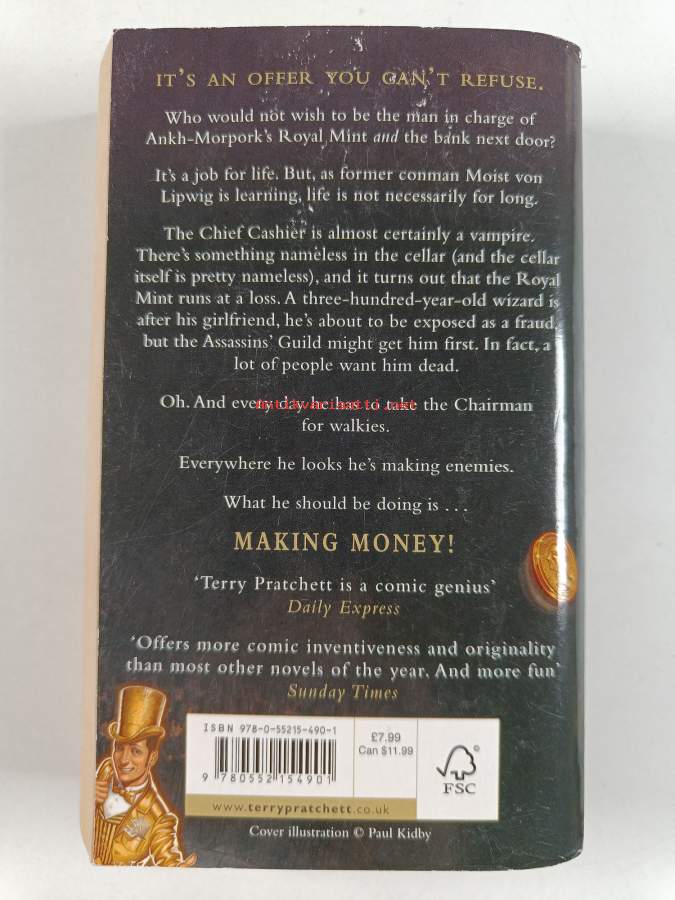 IT'S AN OFFER YOU CAN'T REFUSE.
Who would not wish to be the man in charge of
Ankh-Morpork's Royal Mint and the bank next door?
It's a job for life. But, as former conman Moist von
Lipwig is learning, life is not necessarily for long.
The Chief Cashier is almost certainly a vampire.
There's something nameless in the cellar (and the cellar
itself is pretty nameless), and it turns out that the Royal
Mint runs at a loss. A three-hundred-year-old wizard is
after his girlfriend, he's about to be exposed as a fraud,
but the Assassins' Guild might get him first. In fact, a
lot of people want him dead.
Oh. And every day he has to take the Chairman
antikvariaatti.net
for walkies.
Everywhere he looks he's making enemies.
What he should be doing is . . .
MAKING MONEY!
'Terry Pratchett is a comic genius'
Daily Express
'Offers more comic inventiveness and originality
than most other novels of the year. And more fun'
Sunday Times
ISBN 978-0-55215-490-1
9 780552 154901
£7.99
Can $11.99
FSC
www.terrypratchett.co.uk
Cover illustration © Paul Kidby